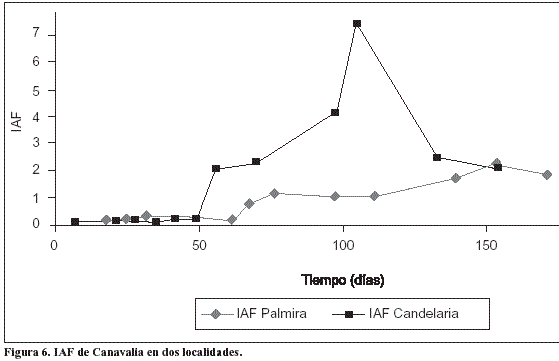 7
6
5
4
3
2
1
0
IAF
0 50 100 150
Tiempo (días)
IAF Palmira IAF Candelaria
Figura 6. IAF de Canavalia en dos localidades.